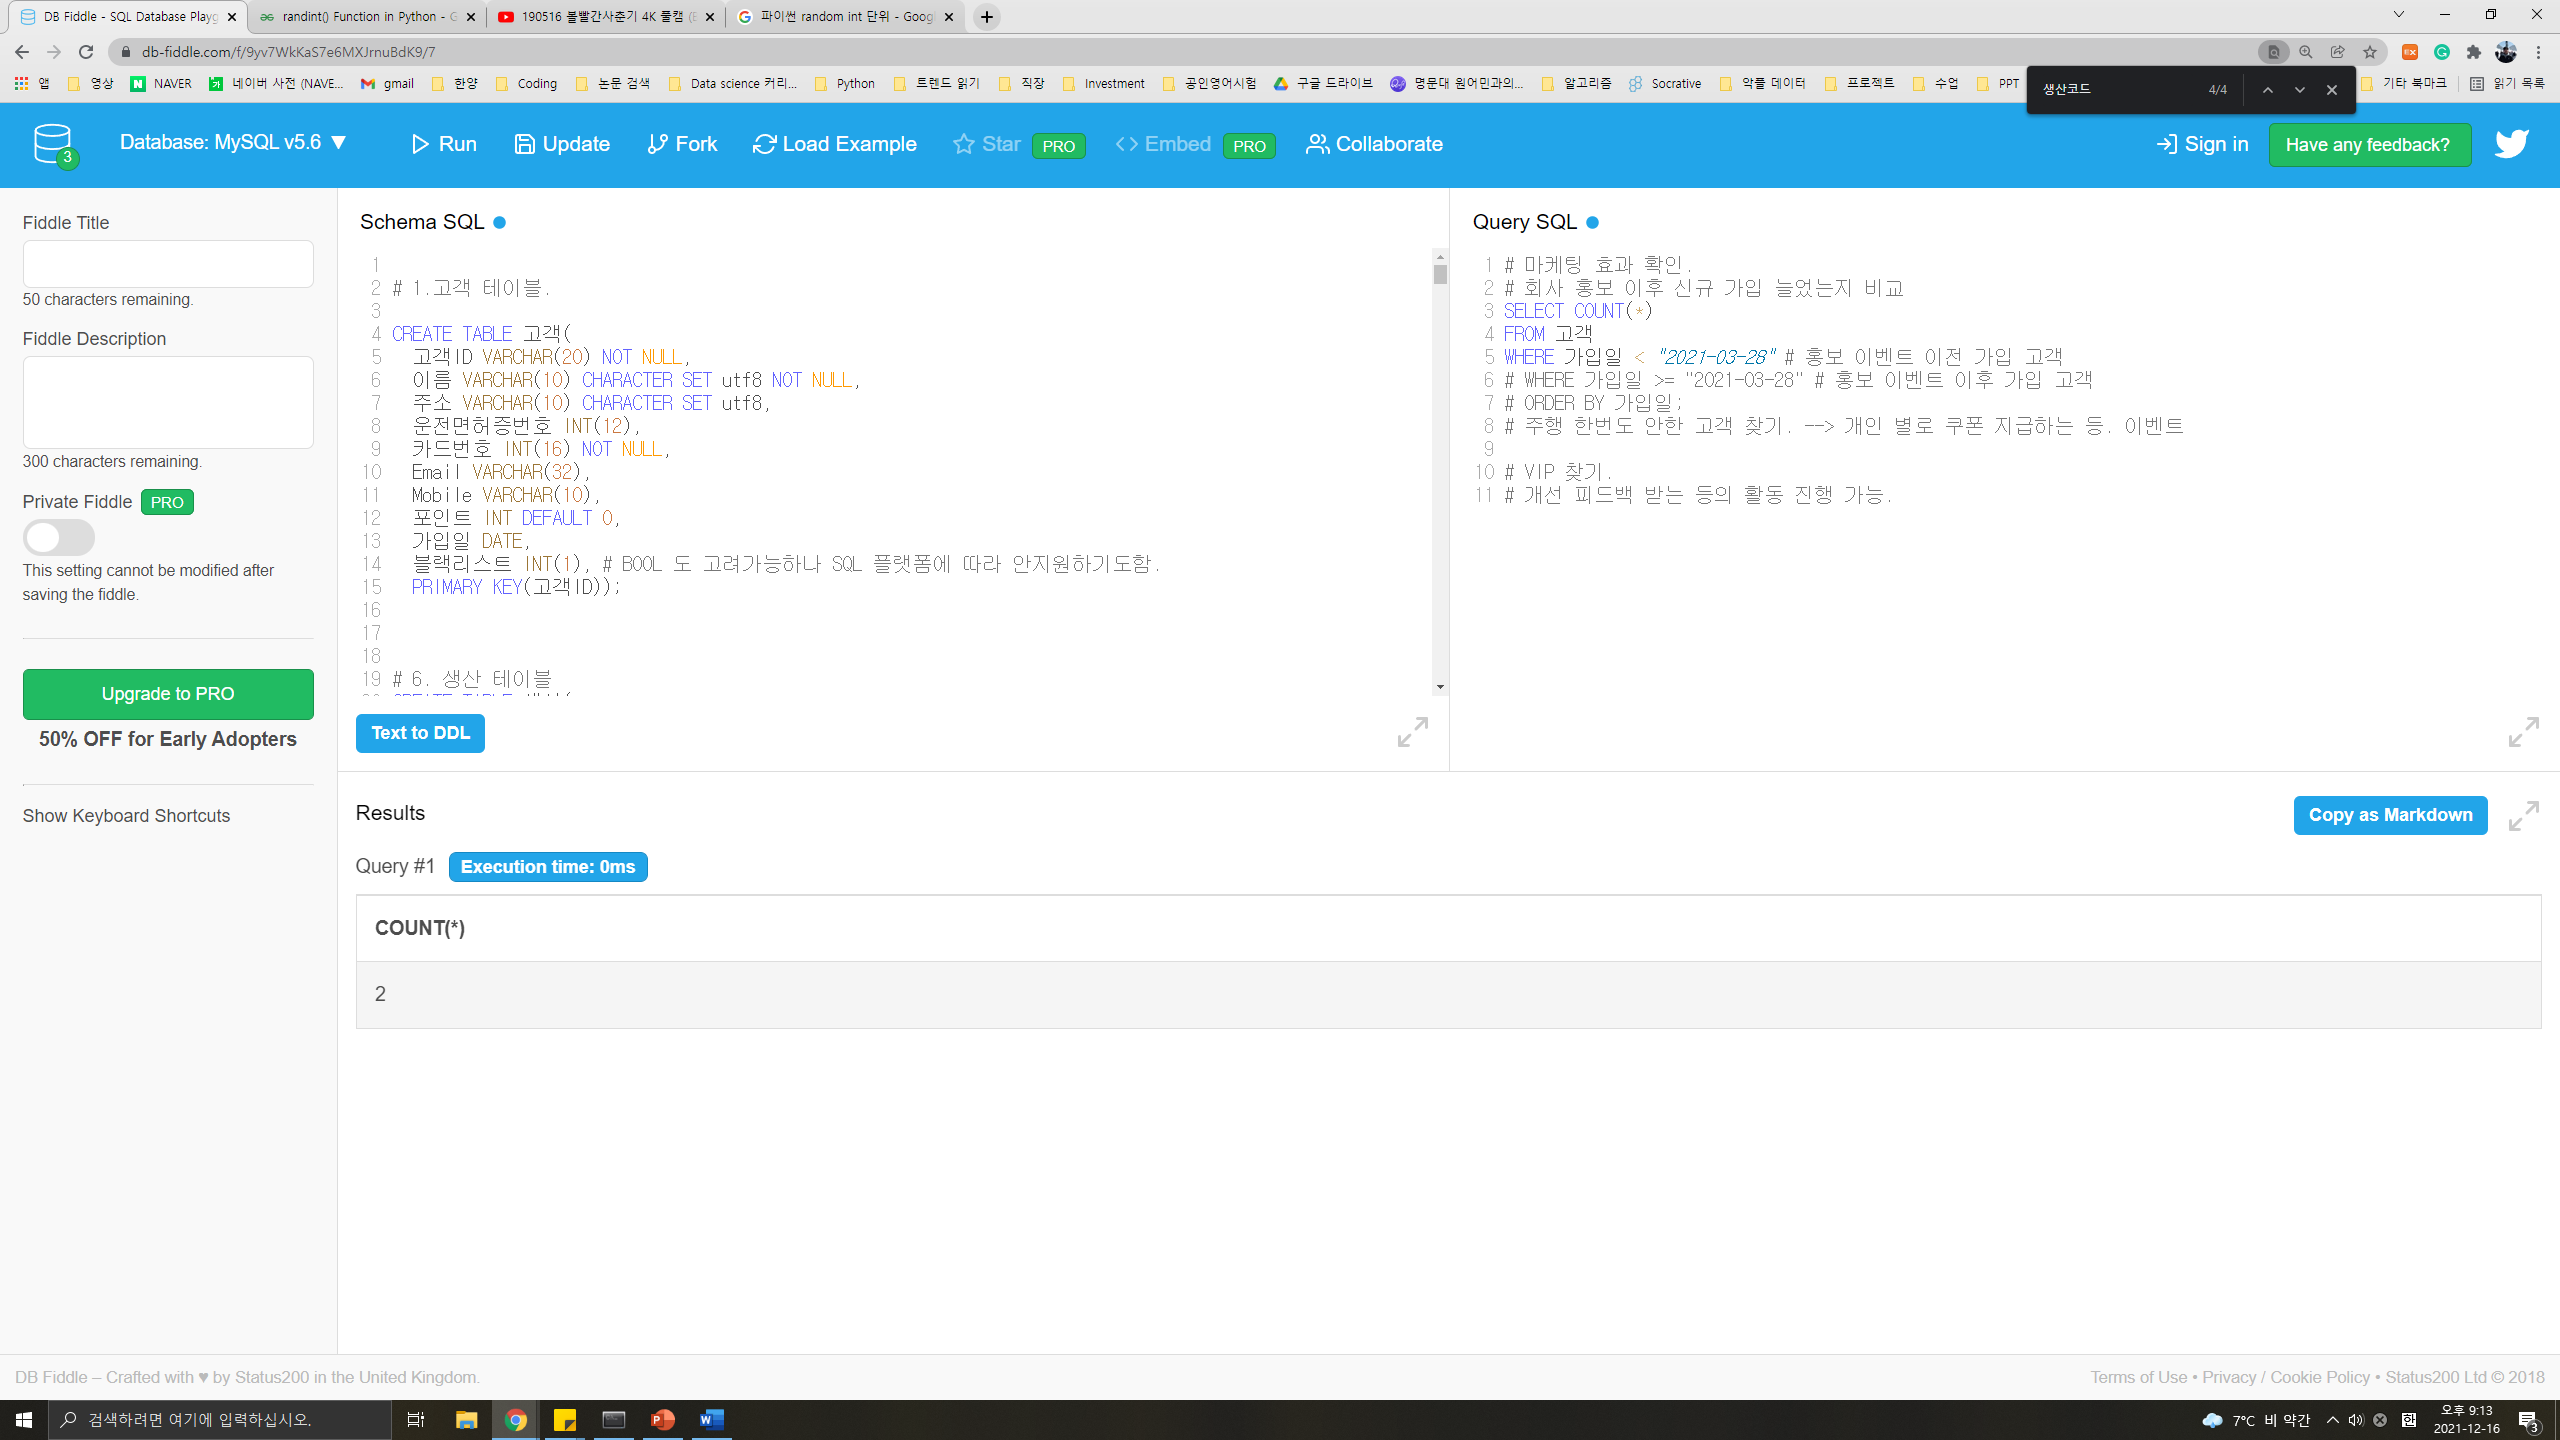 DB Fiddle - SQL Database Playg
randint() Function in Python - G
190516 볼빨간사춘기 4K 풀캠 (E
파이썬 random int 단위 - Goog
db-fiddle.com/f/9yv7WkKaS7e6MXJrnuBdK9/7
앱 영상 NAVER 네이버 사전 (NAVE... gmail 한양 Coding 논문 검색 Data science 커리... Python 트렌드 읽기 직장 Investment 공인영어시험 구글 드라이브 명문대 원어민과의... 알고리즘 Socrative 악플 데이터 프로젝트 수업 PPT 기타 북마크 읽기 목록
생산코드 4/4
3
Database: MySQL v5.6 ▼ Run Update Fork Load Example Star PRO Embed PRO Collaborate Sign in Have any feedback?
Fiddle Title
50 characters remaining.
Fiddle Description
300 characters remaining.
Private Fiddle PRO
This setting cannot be modified after
saving the fiddle.
Upgrade to PRO
50% OFF for Early Adopters
Show Keyboard Shortcuts
Schema SQL
1
2 # 1.고객 테이블.
3
4 CREATE TABLE 고객(
5 고객ID VARCHAR(20) NOT NULL,
6 이름 VARCHAR(10) CHARACTER SET utf8 NOT NULL,
7 주소 VARCHAR(10) CHARACTER SET utf8,
8 운전면허증번호 INT(12),
9 카드번호 INT(16) NOT NULL,
10 Email VARCHAR(32),
11 Mobile VARCHAR(10),
12 포인트 INT DEFAULT 0,
13 가입일 DATE,
14 블랙리스트 INT(1), # BOOL 도 고려가능하나 SQL 플랫폼에 따라 안지원하기도함.
15 PRIMARY KEY(고객ID));
16
17
18
19 # 6. 생산 테이블
Text to DDL
Query SQL
1 # 마케팅 효과 확인.
2 # 회사 홍보 이후 신규 가입 늘었는지 비교
3 SELECT COUNT(*)
4 FROM 고객
5 WHERE 가입일 < "2021-03-28" # 홍보 이벤트 이전 가입 고객
6 # WHERE 가입일 >= "2021-03-28" # 홍보 이벤트 이후 가입 고객
7 # ORDER BY 가입일;
8 # 주행 한번도 안한 고객 찾기. --> 개인 별로 쿠폰 지급하는 등. 이벤트
9
10 # VIP 찾기.
11 # 개선 피드백 받는 등의 활동 진행 가능.
Results
Copy as Markdown
Query #1 Execution time: 0ms
COUNT(*)
2
DB Fiddle – Crafted with ♥ by Status200 in the United Kingdom.
Terms of Use • Privacy / Cookie Policy • Status200 Ltd © 2018
검색하려면 여기에 입력하십시오.
7°C 비 약간
한
오후 9:13
2021-12-16
3